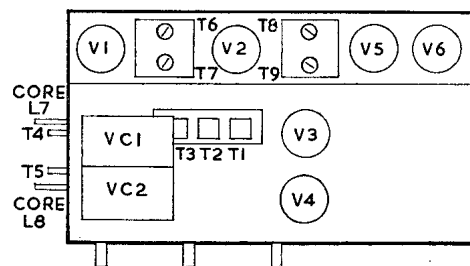 T6 T8
V1 V2 V5 V6
T7 T9
CORE
L7
T4
VC1
T3 T2 T1
V3
T5
VC2
V4
CORE
L8